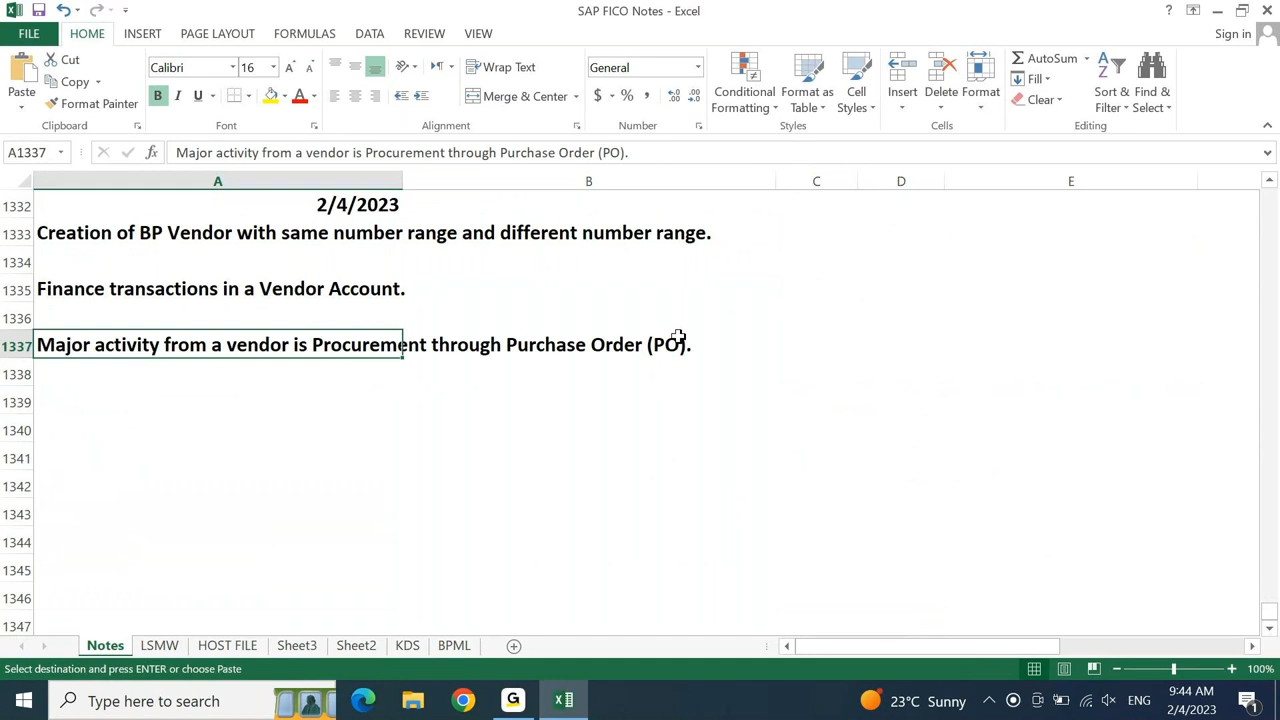 SAP FICO Notes - Excel
?
FILE HOME INSERT PAGE LAYOUT FORMULAS DATA REVIEW VIEW Sign in
Paste
Cut
Copy
Format Painter
Clipboard
Calibri 16
B I U
Font
Wrap Text
Merge & Center
Alignment
General
$ % ,
Number
Conditional Formatting
Format as Table
Cell Styles
Styles
Insert Delete Format
Cells
AutoSum
Fill
Clear
Sort & Filter
Find & Select
Editing
A1337 fx Major activity from a vendor is Procurement through Purchase Order (PO).
A B C D E
1332 2/4/2023
1333 Creation of BP Vendor with same number range and different number range.
1334
1335 Finance transactions in a Vendor Account.
1336
1337 Major activity from a vendor is Procurement through Purchase Order (PO).
1338
1339
1340
1341
1342
1343
1344
1345
1346
1347
Notes LSMW HOST FILE Sheet3 Sheet2 KDS BPML
Select destination and press ENTER or choose Paste 100%
Type here to search
23°C Sunny
ENG
9:44 AM
2/4/2023
1